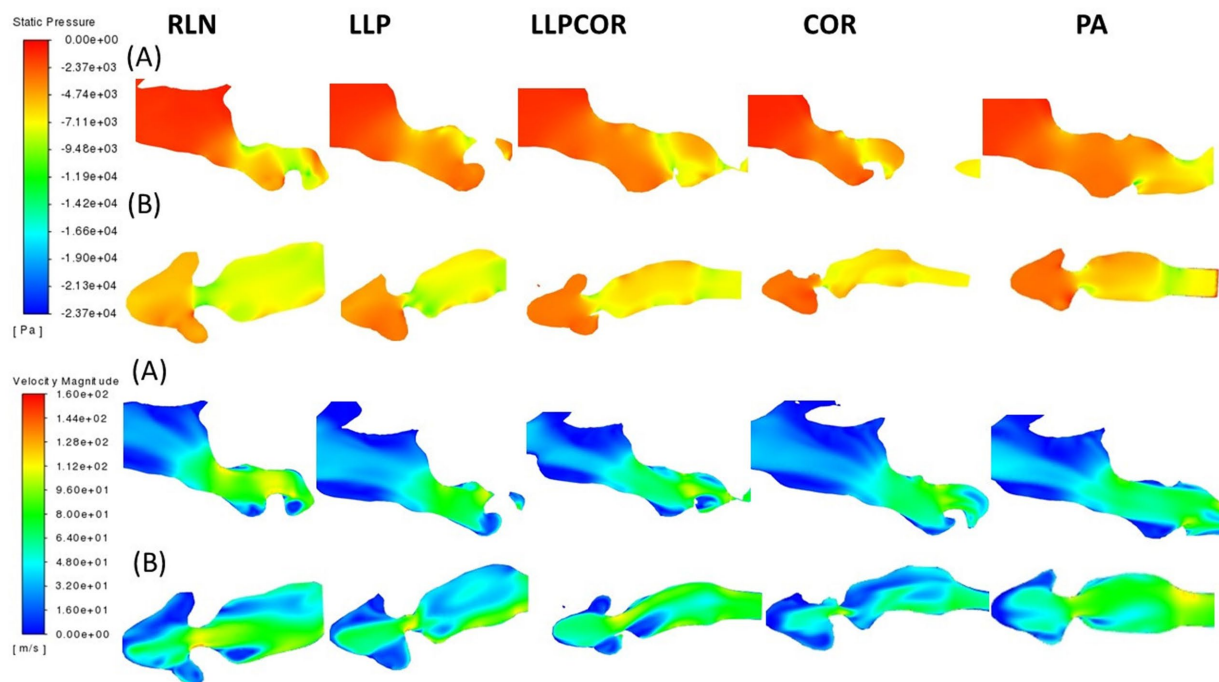 RLN LLP LLPCOR COR PA
Static Pressure
0.00e+00
-2.37e+03
-4.74e+03
-7.11e+03
-9.48e+03
-1.19e+04
-1.42e+04
-1.66e+04
-1.90e+04
-2.13e+04
-2.37e+04
[ Pa ]
(A)
(B)
Velocity Magnitude
1.60e+02
1.44e+02
1.28e+02
1.12e+02
9.60e+01
8.00e+01
6.40e+01
4.80e+01
3.20e+01
1.60e+01
0.00e+00
[ m/s ]
(A)
(B)